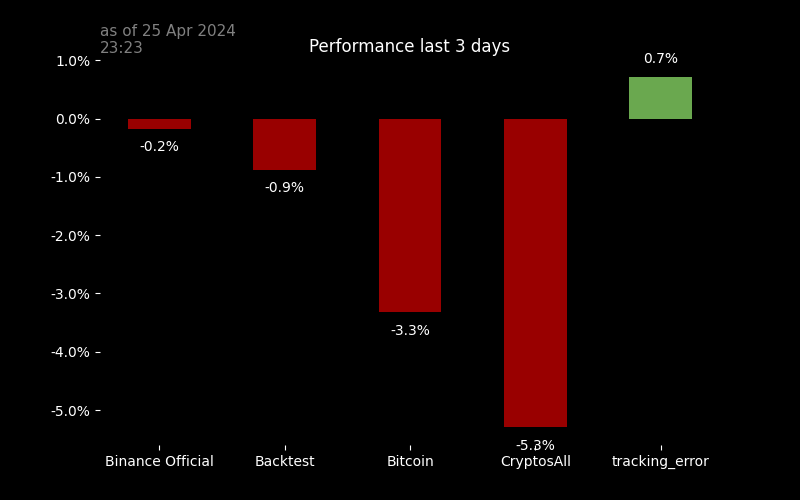 as of 25 Apr 2024
23:23
Performance last 3 days
1.0%
0.0%
-1.0%
-2.0%
-3.0%
-4.0%
-5.0%
-0.2%
-0.9%
-3.3%
-5.3%
0.7%
Binance Official
Backtest
Bitcoin
CryptosAll
tracking_error